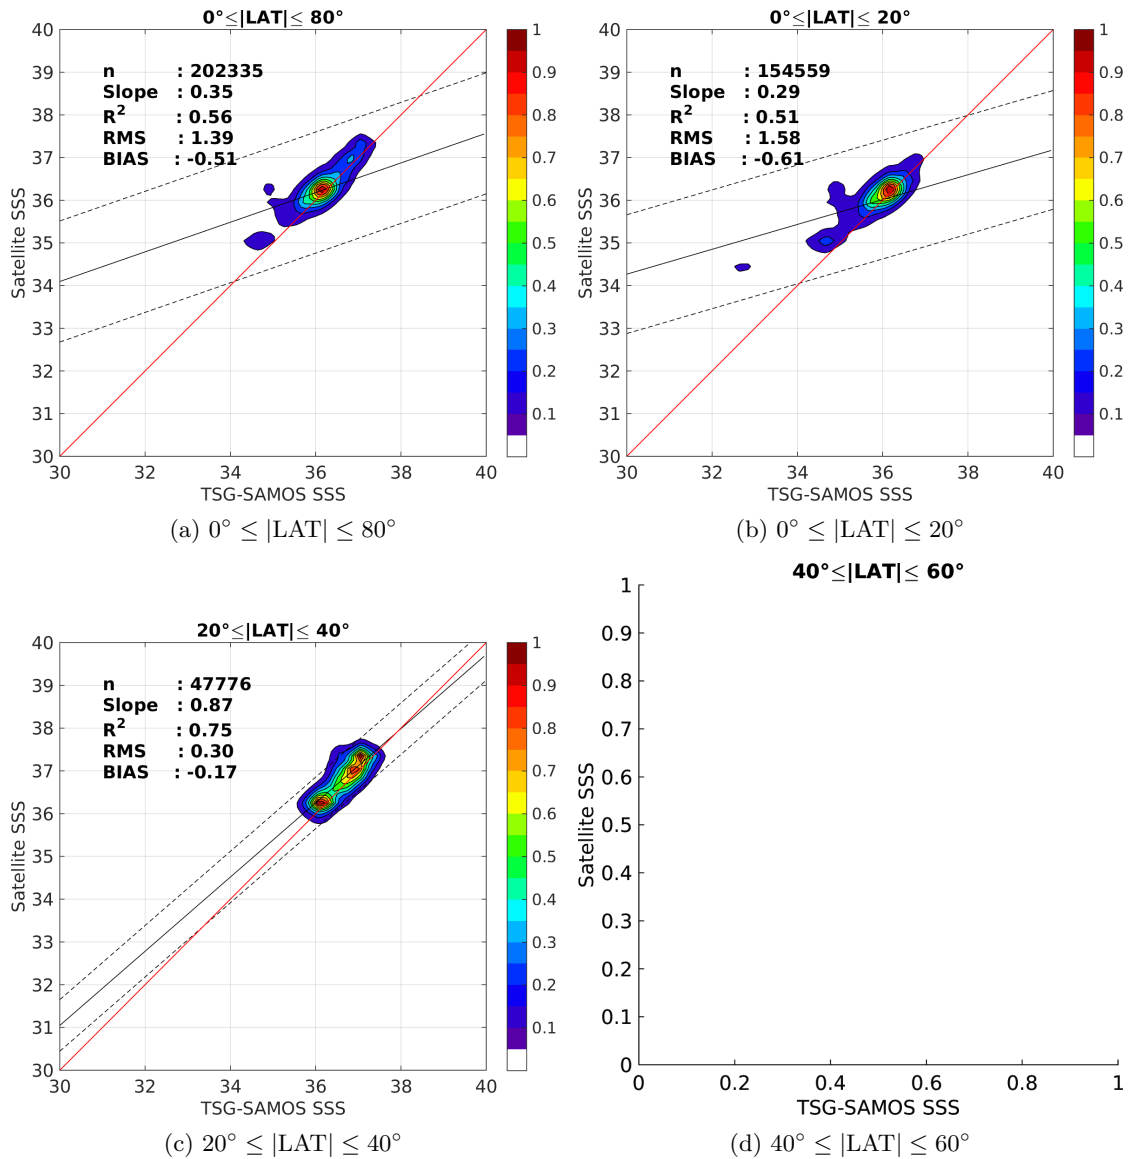 0°≤|LAT|≤ 80°
40
39
38
37
36
35
34
33
32
31
30
30 32 34 36 38 40
Satellite SSS
TSG-SAMOS SSS
n : 202335
Slope : 0.35
R² : 0.56
RMS : 1.39
BIAS : -0.51
1
0.9
0.8
0.7
0.6
0.5
0.4
0.3
0.2
0.1
(a) 0° ≤ |LAT| ≤ 80°
0°≤|LAT|≤ 20°
40
39
38
37
36
35
34
33
32
31
30
30 32 34 36 38 40
Satellite SSS
TSG-SAMOS SSS
n : 154559
Slope : 0.29
R² : 0.51
RMS : 1.58
BIAS : -0.61
1
0.9
0.8
0.7
0.6
0.5
0.4
0.3
0.2
0.1
(b) 0° ≤ |LAT| ≤ 20°
20°≤|LAT|≤ 40°
40
39
38
37
36
35
34
33
32
31
30
30 32 34 36 38 40
Satellite SSS
TSG-SAMOS SSS
n : 47776
Slope : 0.87
R² : 0.75
RMS : 0.30
BIAS : -0.17
1
0.9
0.8
0.7
0.6
0.5
0.4
0.3
0.2
0.1
(c) 20° ≤ |LAT| ≤ 40°
40°≤|LAT|≤ 60°
1
0.9
0.8
0.7
0.6
0.5
0.4
0.3
0.2
0.1
0
0 0.2 0.4 0.6 0.8 1
Satellite SSS
TSG-SAMOS SSS
(d) 40° ≤ |LAT| ≤ 60°